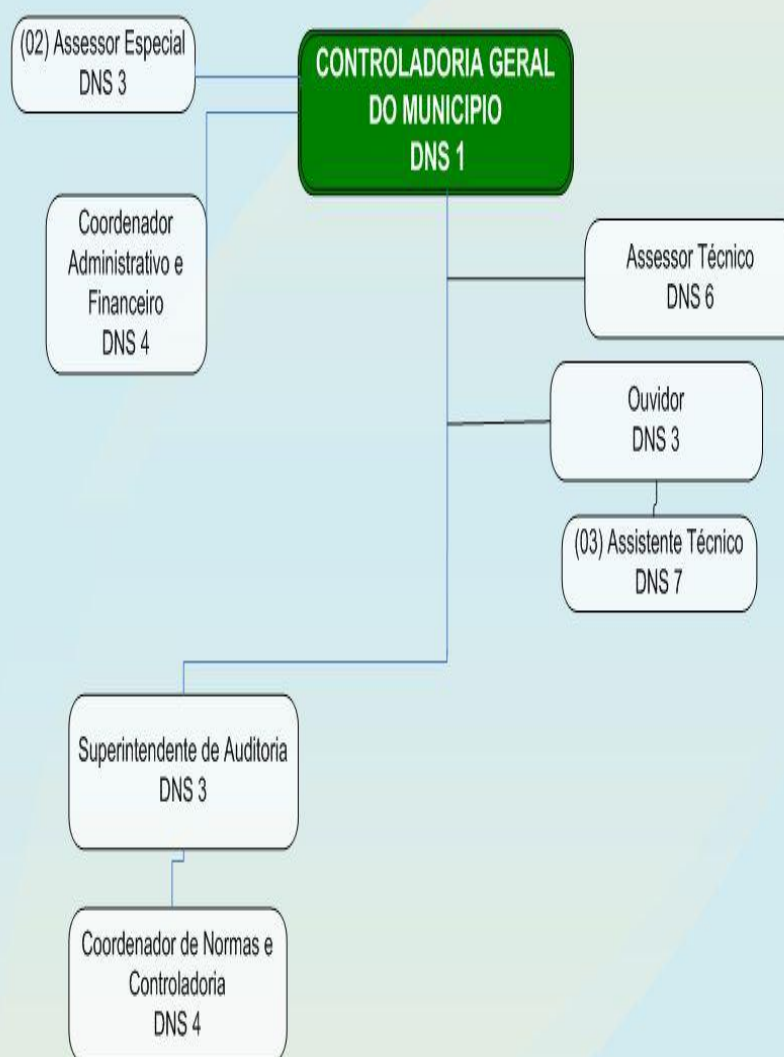 (02) Assessor Especial
DNS 3
CONTROLADORIA GERAL
DO MUNICIPIO
DNS 1
Coordenador
Administrativo e
Financeiro
DNS 4
Assessor Técnico
DNS 6
Ouvidor
DNS 3
(03) Assistente Técnico
DNS 7
Superintendente de Auditoria
DNS 3
Coordenador de Normas e
Controladoria
DNS 4